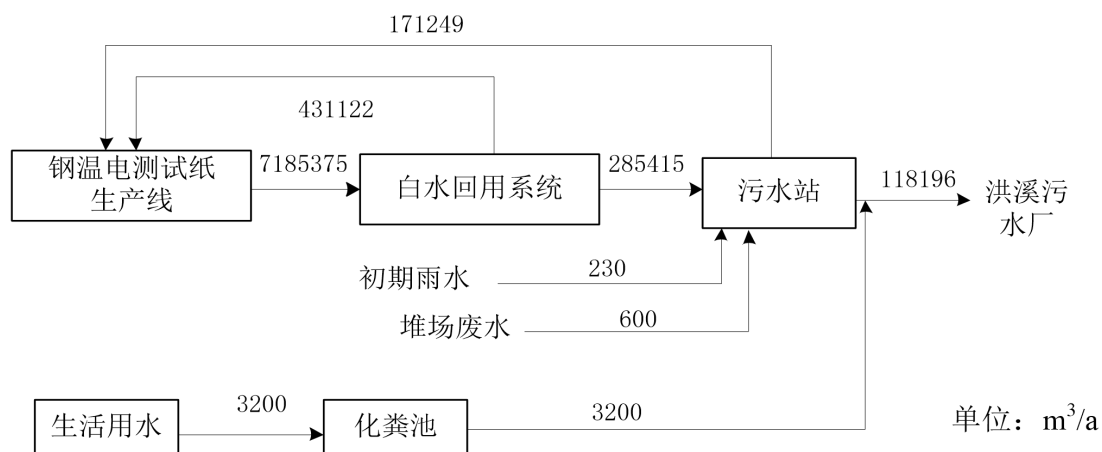 171249
431122
钢温电测试纸
生产线
7185375
白水回用系统
285415
污水站
118196
洪溪污
水厂
初期雨水
230
堆场废水
600
生活用水
3200
化粪池
3200
单位：m³/a